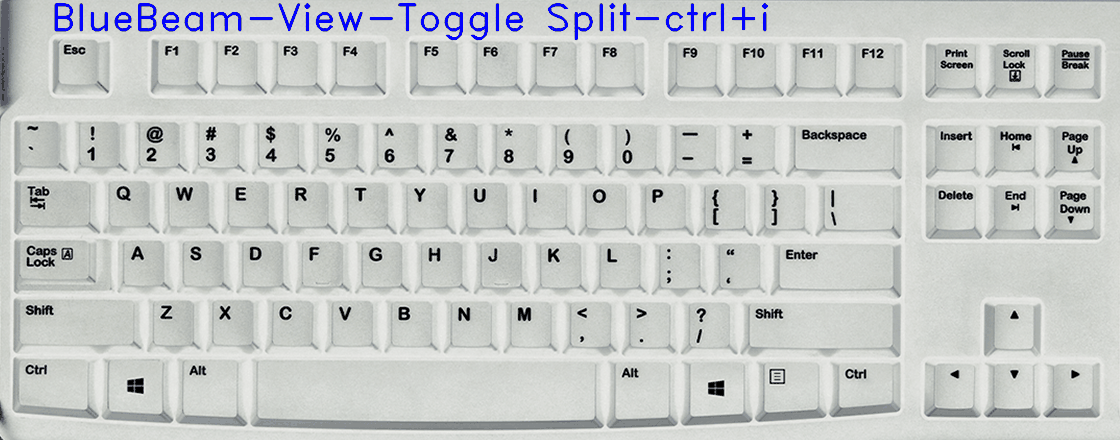 BlueBeam-View-Toggle Split-ctrl+i
Esc F1 F2 F3 F4 F5 F6 F7 F8 F9 F10 F11 F12 Print Screen Scroll Lock Pause Break
~ ` ! 1 @ 2 # 3 $ 4 % 5 ^ 6 & 7 * 8 ( 9 ) 0 — - + = Backspace Insert Home Page Up
Tab Q W E R T Y U I O P { [ } ] | \ Delete End Page Down
Caps Lock A S D F G H J K L : ; “ ‘ Enter
Shift Z X C V B N M < , > . ? / Shift
Ctrl Alt Alt Ctrl